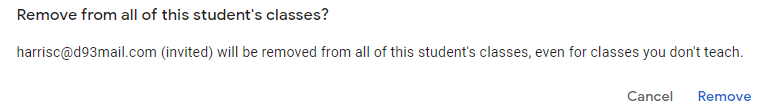 Remove from all of this student's classes?
harrisc@d93mail.com (invited) will be removed from all of this student's classes, even for classes you don't teach.
Cancel Remove